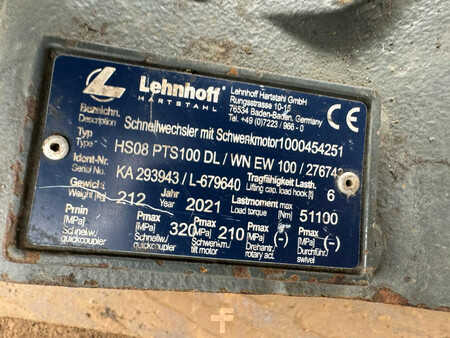 Lehnhoff
HARTSTAHL
Lehnhoff Hartstahl GmbH
Rungsstrasse 10-15
76534 Baden-Baden, Germany
Tel. +49 (0)7223 / 966 - 0
CE
Bezeichn.
Description
Schnellwechsler mit Schwenkmotor1000454251
Typ
Type
HS08 PTS100 DL / WN EW 100 /
Ident-Nr.
Serial No.
KA 293943 / L-679640
Tragfähigkeit Lasth.
Lifting cap. load hook [t]
6
Gewicht
Weight [kg]
212
Jahr
Year
2021
Lastmoment max
Load torque [Nm]
51100
Pmin
[MPa]
Schnellw.
quickcoupler
Pmax
[MPa]
Schnellw.
quickcoupler
320
Pmax
[MPa]
Schwenkm.
tilt motor
210
Pmax
[MPa]
Drehantr.
rotary act.
(-)
Pmax
[MPa]
Durchführ.
swivel
(-)